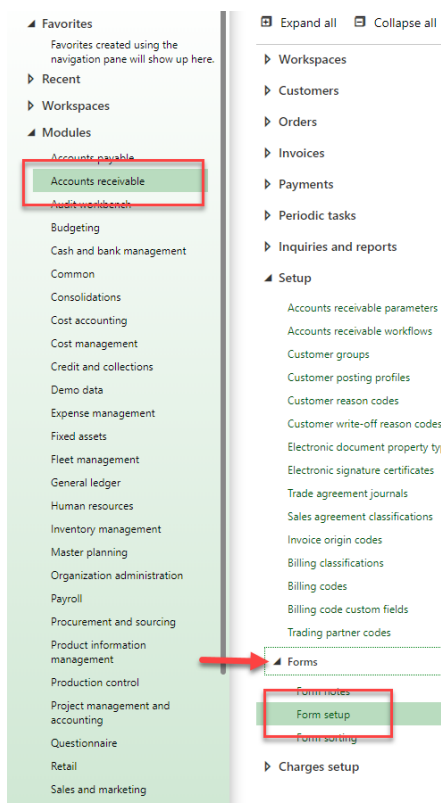 Favorites
Favorites created using the
navigation pane will show up here.
Recent
Workspaces
Modules
Accounts payable
Accounts receivable
Audit workbench
Budgeting
Cash and bank management
Common
Consolidations
Cost accounting
Cost management
Credit and collections
Demo data
Expense management
Fixed assets
Fleet management
General ledger
Human resources
Inventory management
Master planning
Organization administration
Payroll
Procurement and sourcing
Product information
management
Production control
Project management and
accounting
Questionnaire
Retail
Sales and marketing
Expand all Collapse all
Workspaces
Customers
Orders
Invoices
Payments
Periodic tasks
Inquiries and reports
Setup
Accounts receivable parameters
Accounts receivable workflows
Customer groups
Customer posting profiles
Customer reason codes
Customer write-off reason codes
Electronic document property ty
Electronic signature certificates
Trade agreement journals
Sales agreement classifications
Invoice origin codes
Billing classifications
Billing codes
Billing code custom fields
Trading partner codes
Forms
Form notes
Form setup
Form sorting
Charges setup